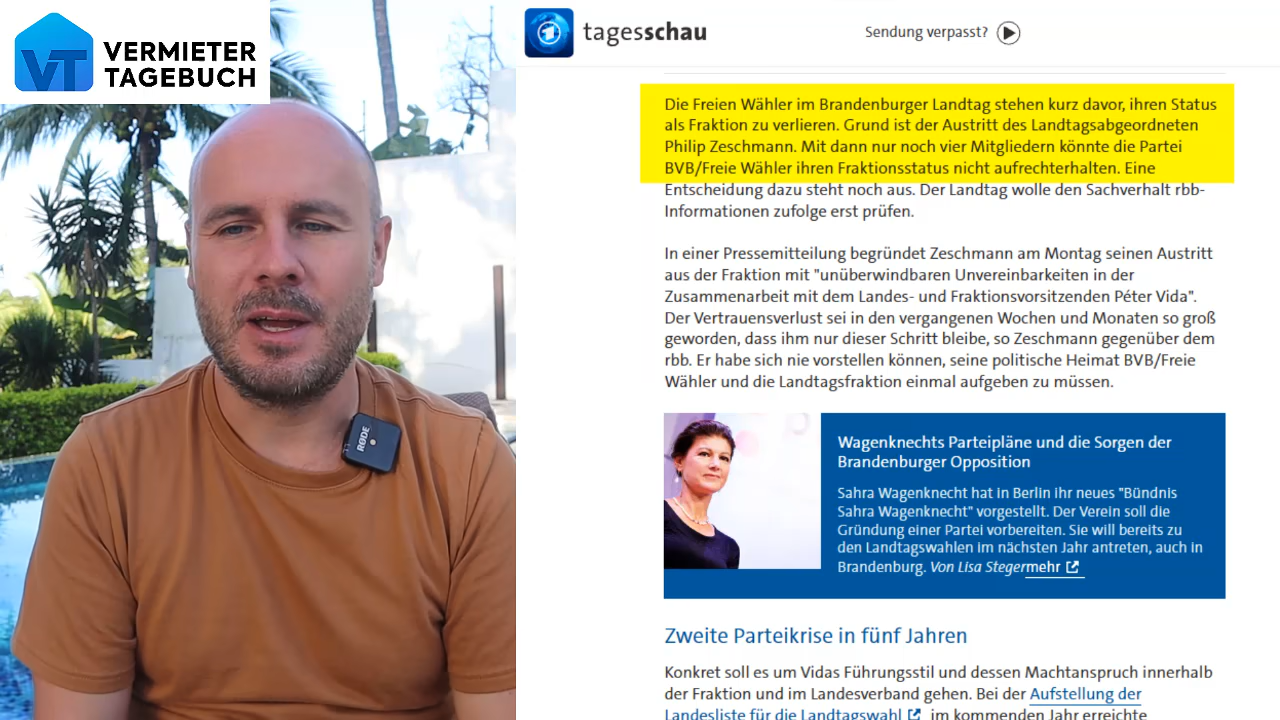 VERMIETER
TAGEBUCH
VT
RØDE
tagesschau
Sendung verpasst?
Die Freien Wähler im Brandenburger Landtag stehen kurz davor, ihren Status
als Fraktion zu verlieren. Grund ist der Austritt des Landtagsabgeordneten
Philip Zeschmann. Mit dann nur noch vier Mitgliedern könnte die Partei
BVB/Freie Wähler ihren Fraktionsstatus nicht aufrechterhalten. Eine
Entscheidung dazu steht noch aus. Der Landtag wolle den Sachverhalt rbb-
Informationen zufolge erst prüfen.
In einer Pressemitteilung begründet Zeschmann am Montag seinen Austritt
aus der Fraktion mit "unüberwindbaren Unvereinbarkeiten in der
Zusammenarbeit mit dem Landes- und Fraktionsvorsitzenden Péter Vida".
Der Vertrauensverlust sei in den vergangenen Wochen und Monaten so groß
geworden, dass ihm nur dieser Schritt bleibe, so Zeschmann gegenüber dem
rbb. Er habe sich nie vorstellen können, seine politische Heimat BVB/Freie
Wähler und die Landtagsfraktion einmal aufgeben zu müssen.
Wagenknechts Parteipläne und die Sorgen der
Brandenburger Opposition
Sahra Wagenknecht hat in Berlin ihr neues "Bündnis
Sahra Wagenknecht" vorgestellt. Der Verein soll die
Gründung einer Partei vorbereiten. Sie will bereits zu
den Landtagswahlen im nächsten Jahr antreten, auch in
Brandenburg. Von Lisa Stegermehr
Zweite Parteikrise in fünf Jahren
Konkret soll es um Vidas Führungsstil und dessen Machtanspruch innerhalb
der Fraktion und im Landesverband gehen. Bei der Aufstellung der
Landesliste für die Landtagswahl im kommenden Jahr erreichte